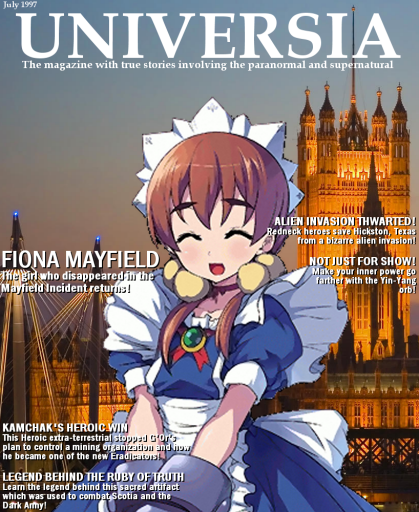 July 1997
UNIVERSIA
The magazine with true stories involving the paranormal and supernatural
ALIEN INVASION THWARTED!
Redneck heroes save Hickston, Texas
from a bizarre alien invasion!
FIONA MAYFIELD
The girl who disappeared in the
Mayfield Incident returns!
NOT JUST FOR SHOW!
Make your inner power go
farther with the Yin-Yang
orb!
KAMCHAK'S HEROIC WIN
This Heroic extra-terrestrial stopped G'Or's
plan to control a mining organization and how
he became one of the new Eradicators!
LEGEND BEHIND THE RUBY OF TRUTH
Learn the legend behind this sacred artifact
which was used to combat Scotia and the
Dark Army!